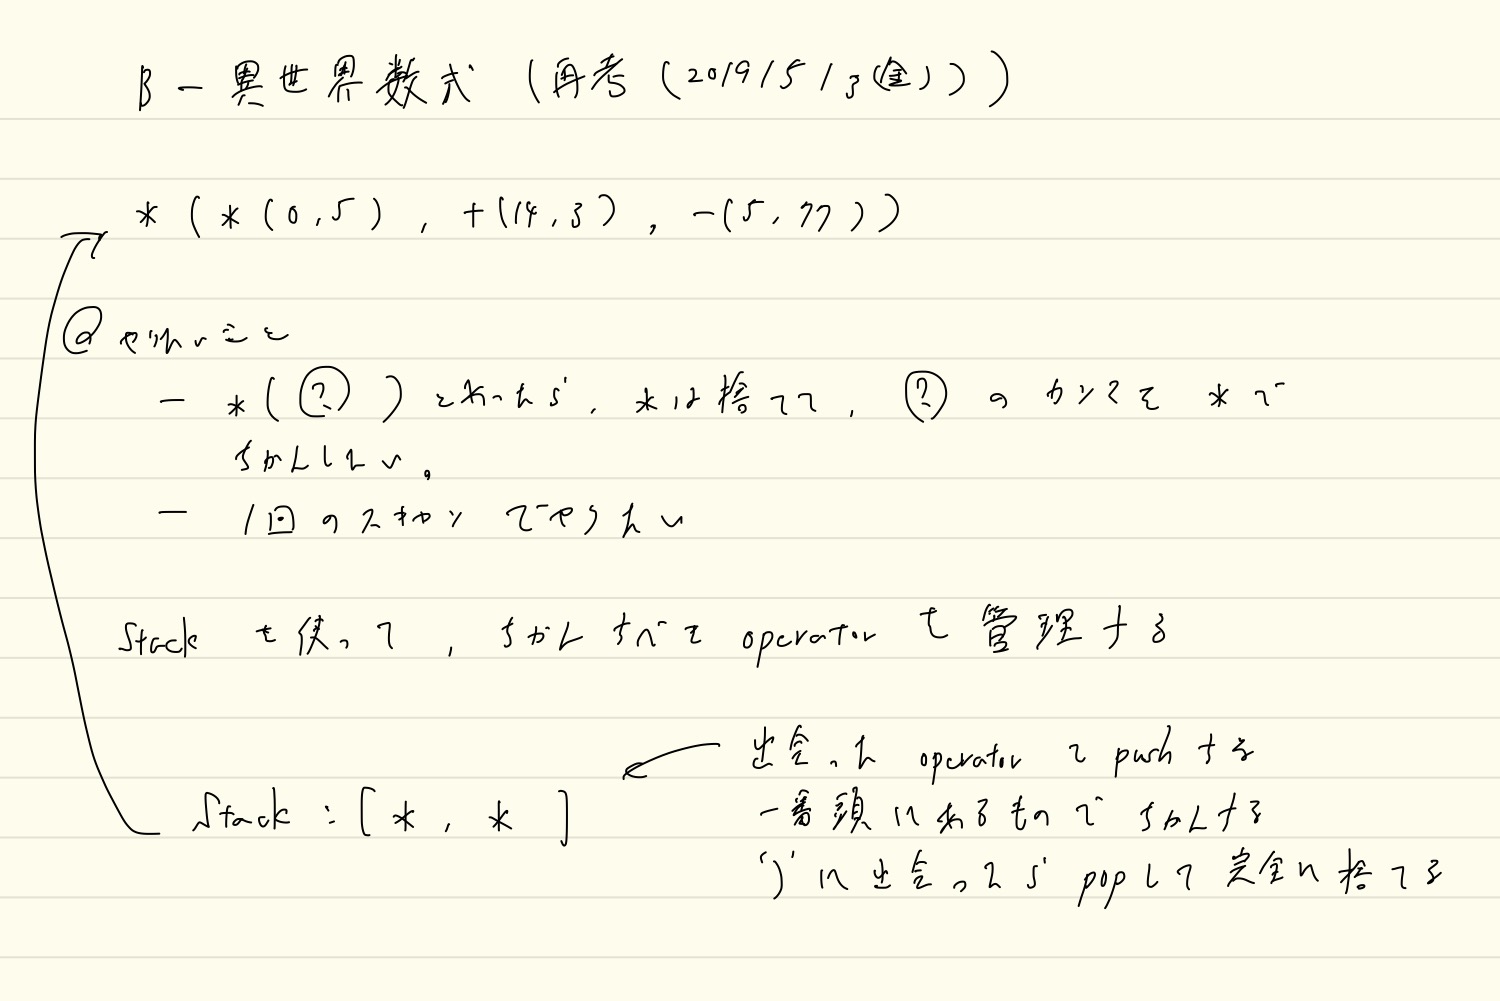 B - 異世界数式 (再考 (2019/5/3(金)))
* ( * ( 0 , 5 ) , + (14, 3 ) , -( 5, 77 ) )
@ やりたいこと
- * ( ? ) とあったら, *は捨てて, ? のカンマを * で
ちかんしたい。
- 1回のスキャンでやりたい
Stack を使って, ちかんすべき operator を管理する
出会った operator で push する
Stack : [ * , * ]
一番頭にあるものでちかんする
')' に出会ったら pop して完全に捨てる